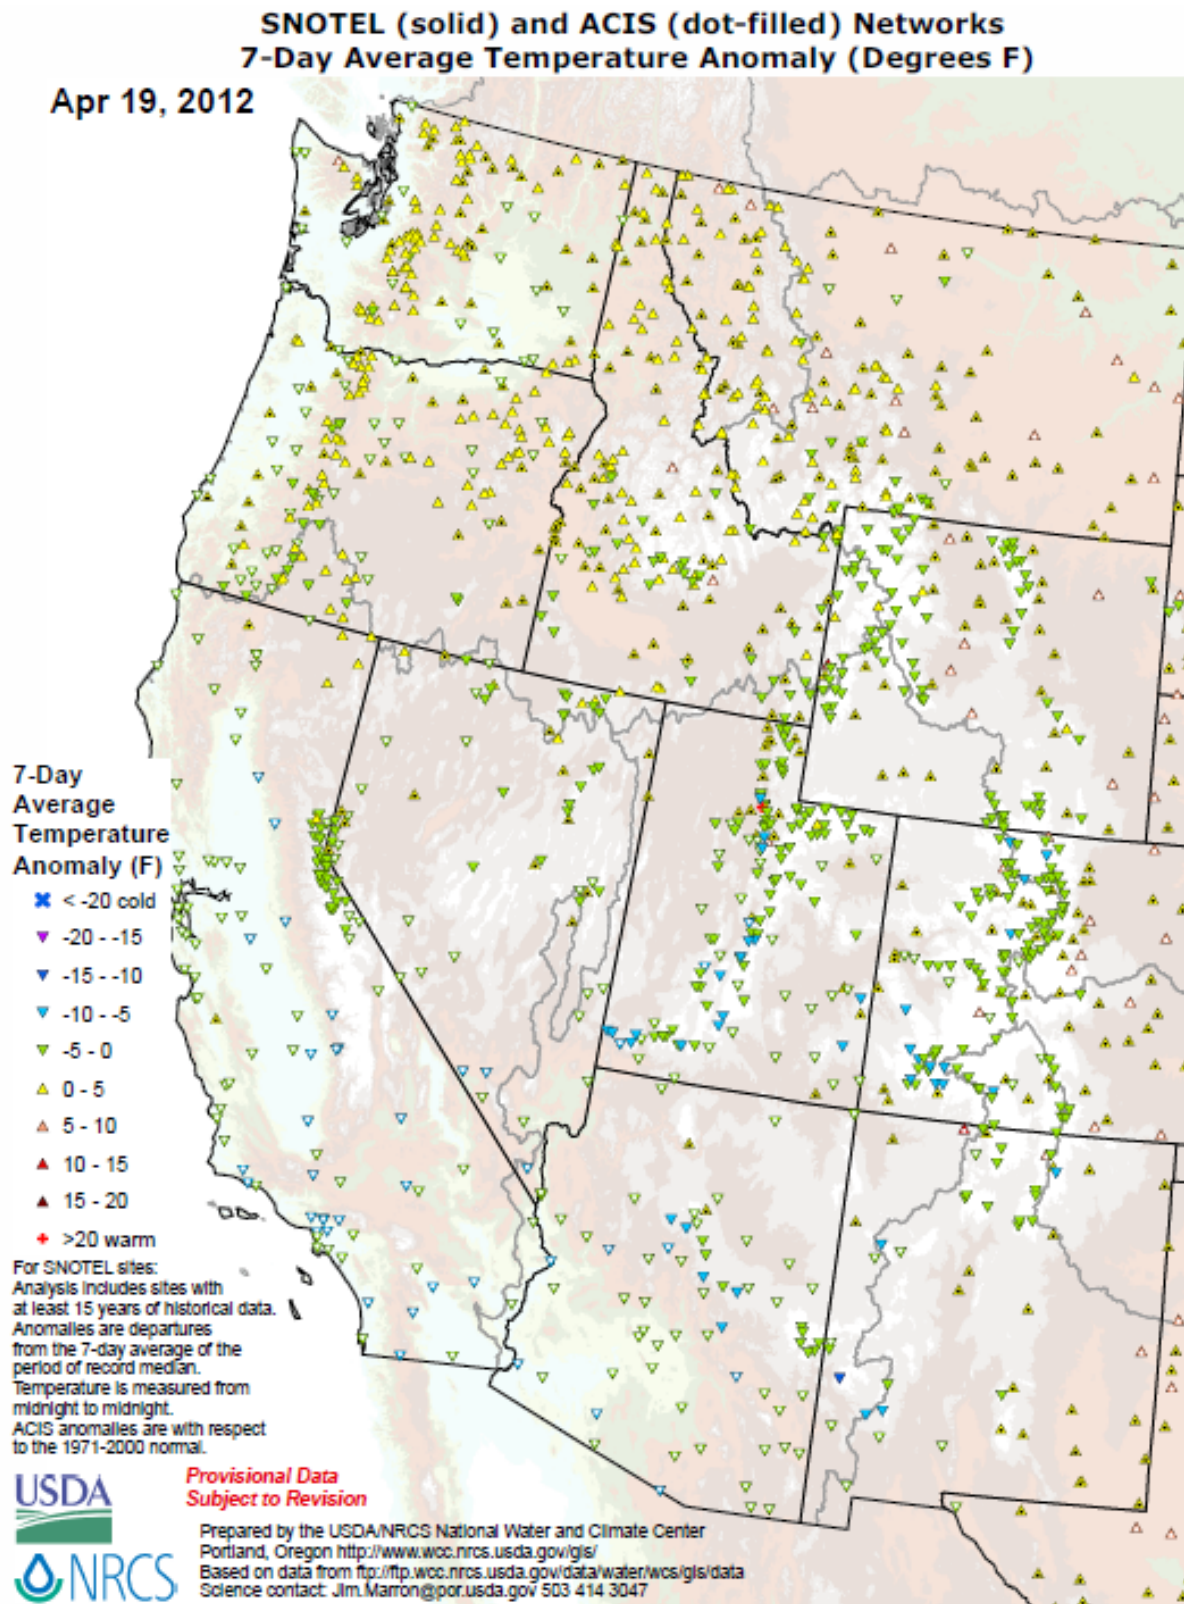 SNOTEL (solid) and ACIS (dot-filled) Networks
7-Day Average Temperature Anomaly (Degrees F)
Apr 19, 2012
7-Day
Average
Temperature
Anomaly (F)
< -20 cold
-20 - -15
-15 - -10
-10 - -5
-5 - 0
0 - 5
5 - 10
10 - 15
15 - 20
>20 warm
For SNOTEL sites:
Analysis includes sites with
at least 15 years of historical data.
Anomalies are departures
from the 7-day average of the
period of record median.
Temperature is measured from
midnight to midnight.
ACIS anomalies are with respect
to the 1971-2000 normal.
USDA
NRCS
Provisional Data
Subject to Revision
Prepared by the USDA/NRCS National Water and Climate Center
Portland, Oregon http://www.wcc.nrcs.usda.gov/gis/
Based on data from ftp://ftp.wcc.nrcs.usda.gov/data/water/wcs/gis/data
Science contact: Jim.Marron@por.usda.gov 503 414 3047